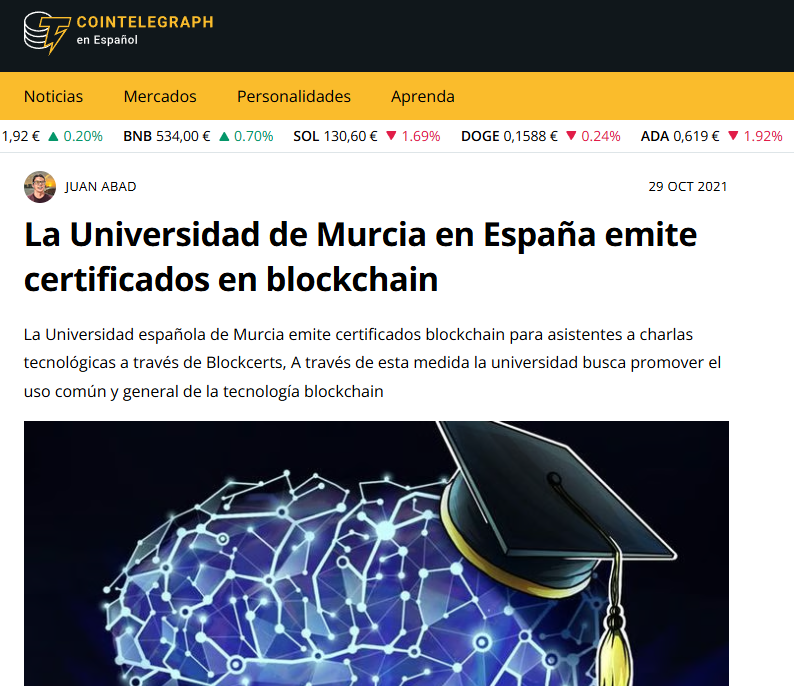 COINTELEGRAPH
en Español
Noticias Mercados Personalidades Aprenda
1,92 € ▲ 0.20% BNB 534,00 € ▲ 0.70% SOL 130,60 € ▼ 1.69% DOGE 0,1588 € ▼ 0.24% ADA 0,619 € ▼ 1.92%
JUAN ABAD 29 OCT 2021
La Universidad de Murcia en España emite
certificados en blockchain
La Universidad española de Murcia emite certificados blockchain para asistentes a charlas
tecnológicas a través de Blockcerts, A través de esta medida la universidad busca promover el
uso común y general de la tecnología blockchain